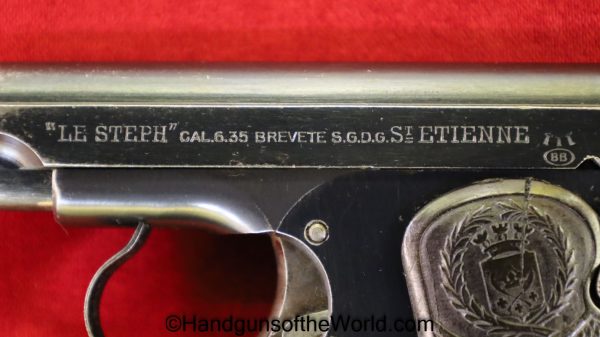 "LE STEPH" CAL.6.35 BREVETE S.G.D.G. ST ETIENNE
BB
©HandgunsoftheWorld.com